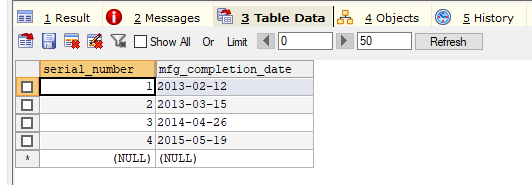 1 Result 2 Messages 3 Table Data 4 Objects 5 History
Show All Or Limit 0 50 Refresh
serial_number mfg_completion_date
1 2013-02-12
2 2013-03-15
3 2014-04-26
4 2015-05-19
* (NULL) (NULL)